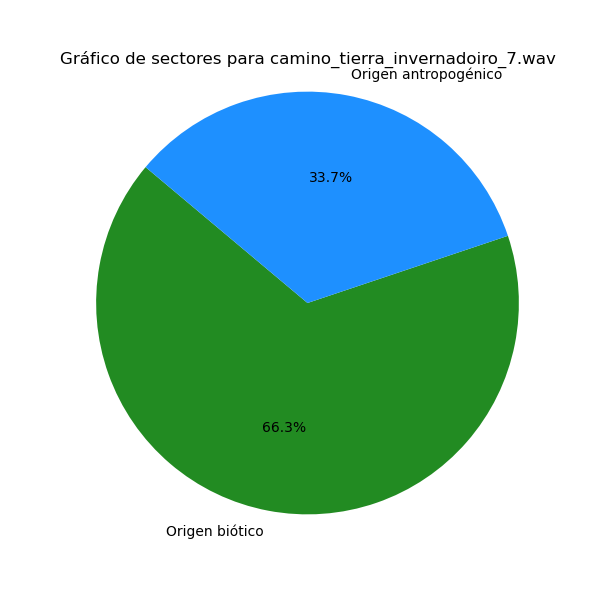 Gráfico de sectores para camino_tierra_invernadoiro_7.wav
Origen antropogénico
33.7%
66.3%
Origen biótico